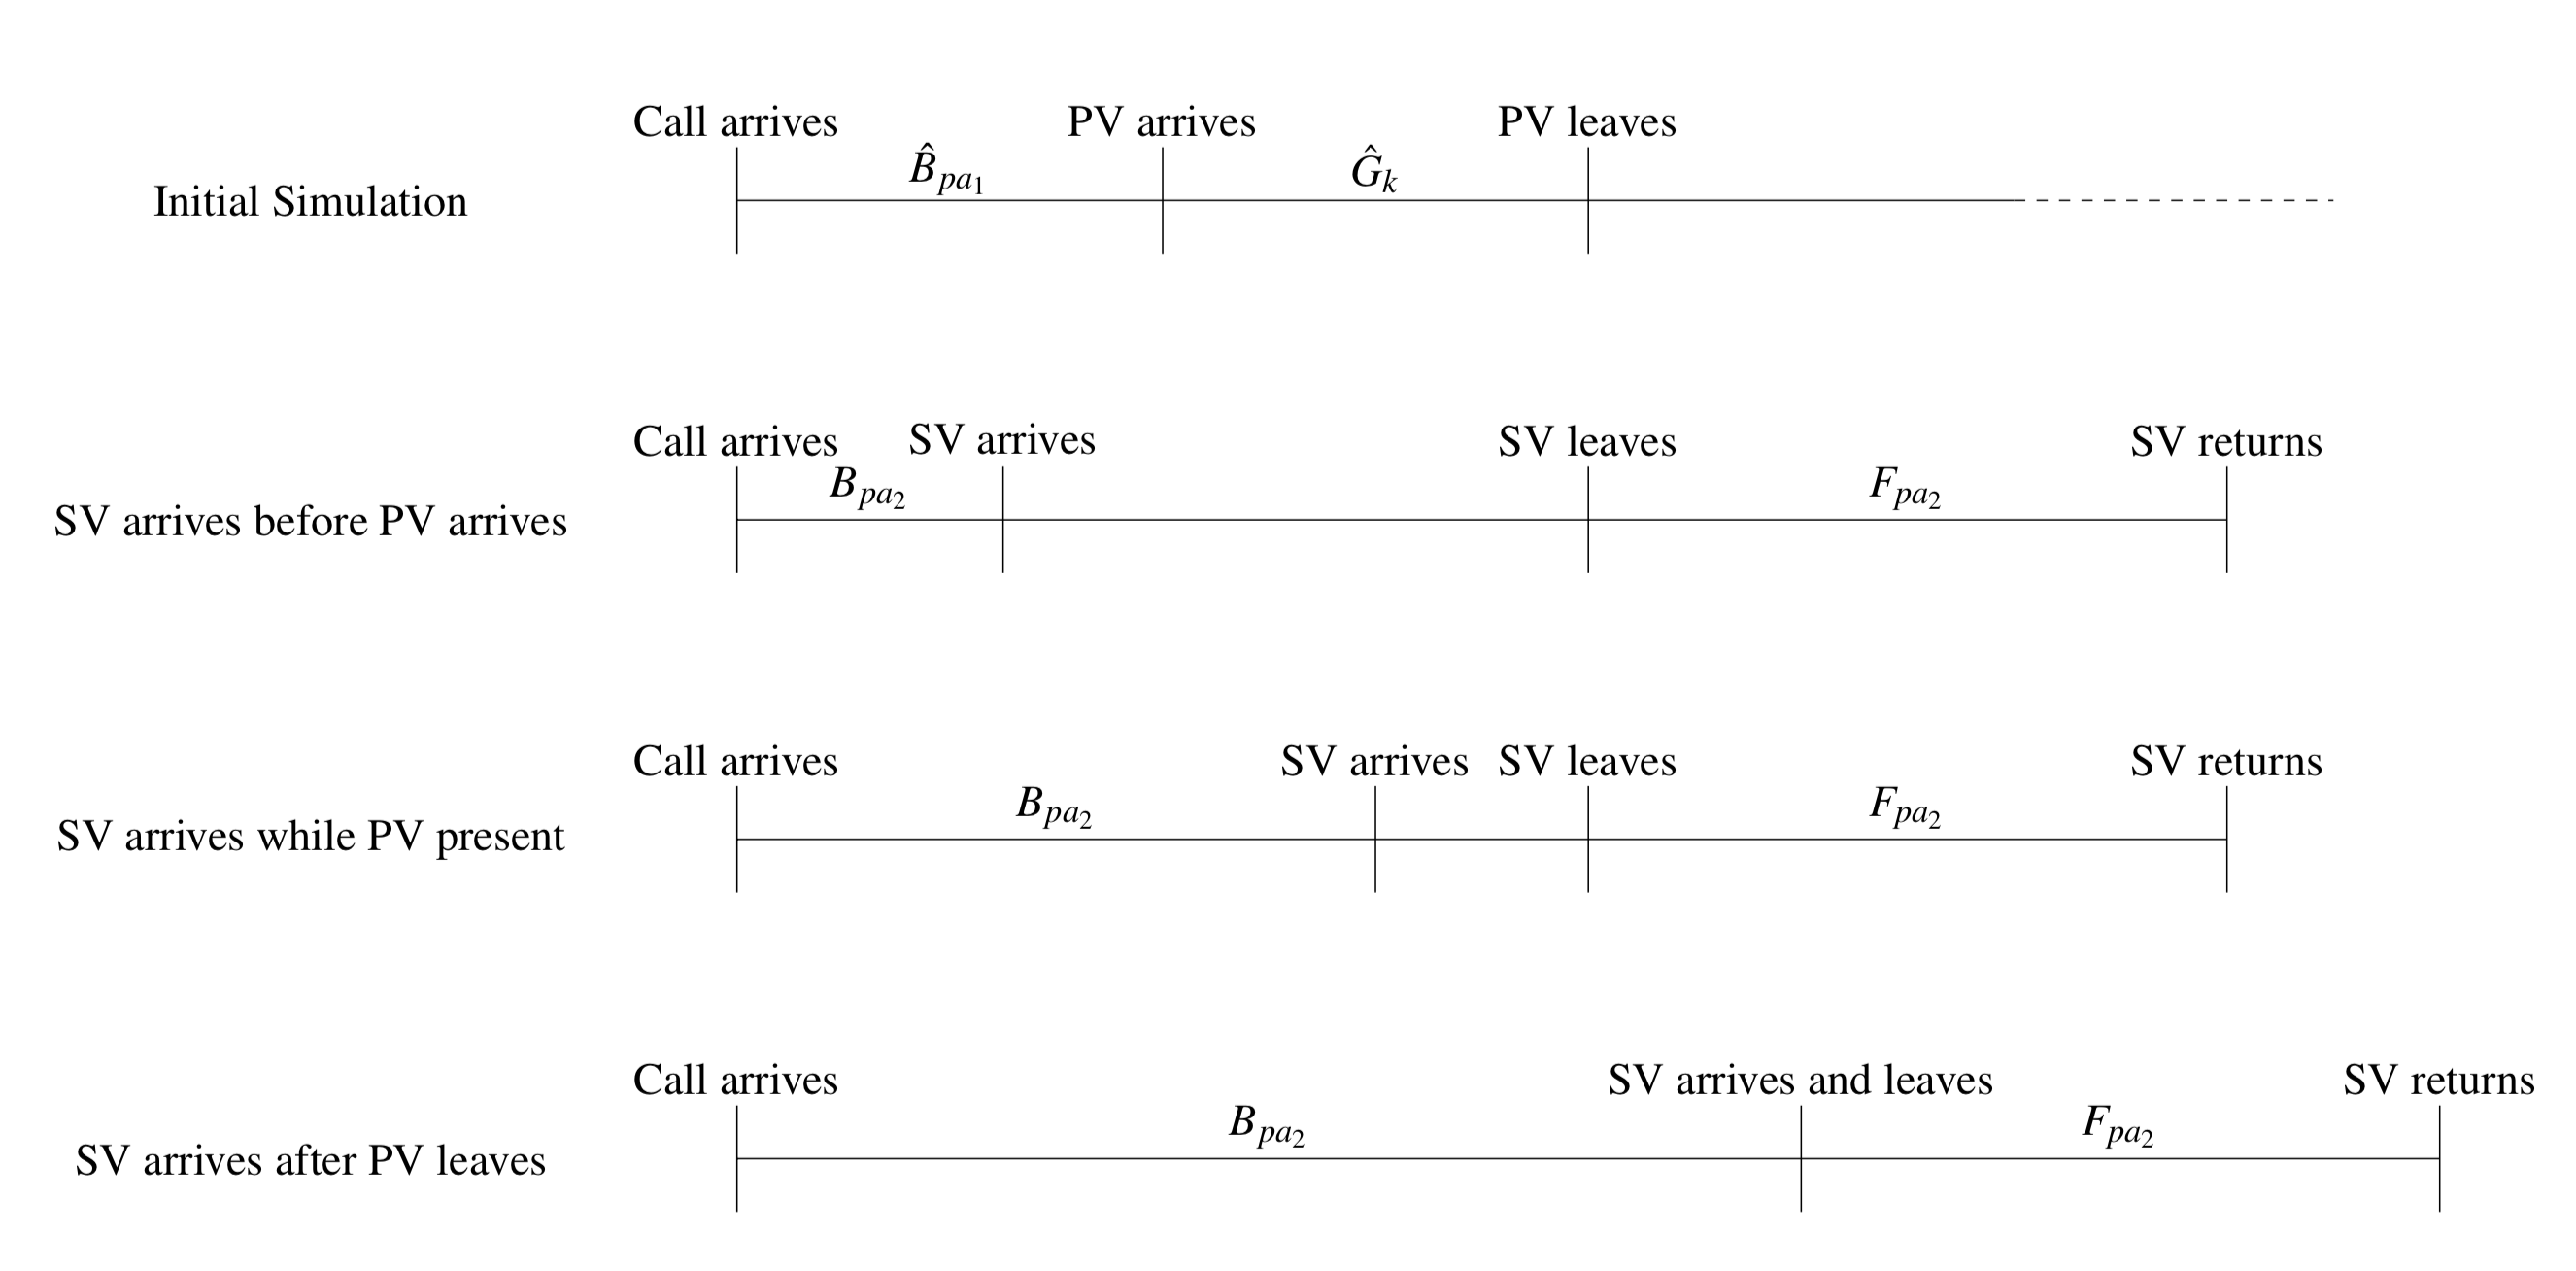 Call arrives PV arrives PV leaves
Initial Simulation B̂_{pa_1} Ĝ_k
Call arrives SV arrives SV leaves SV returns
SV arrives before PV arrives B_{pa_2} F_{pa_2}
Call arrives SV arrives SV leaves SV returns
SV arrives while PV present B_{pa_2} F_{pa_2}
Call arrives SV arrives and leaves SV returns
SV arrives after PV leaves B_{pa_2} F_{pa_2}